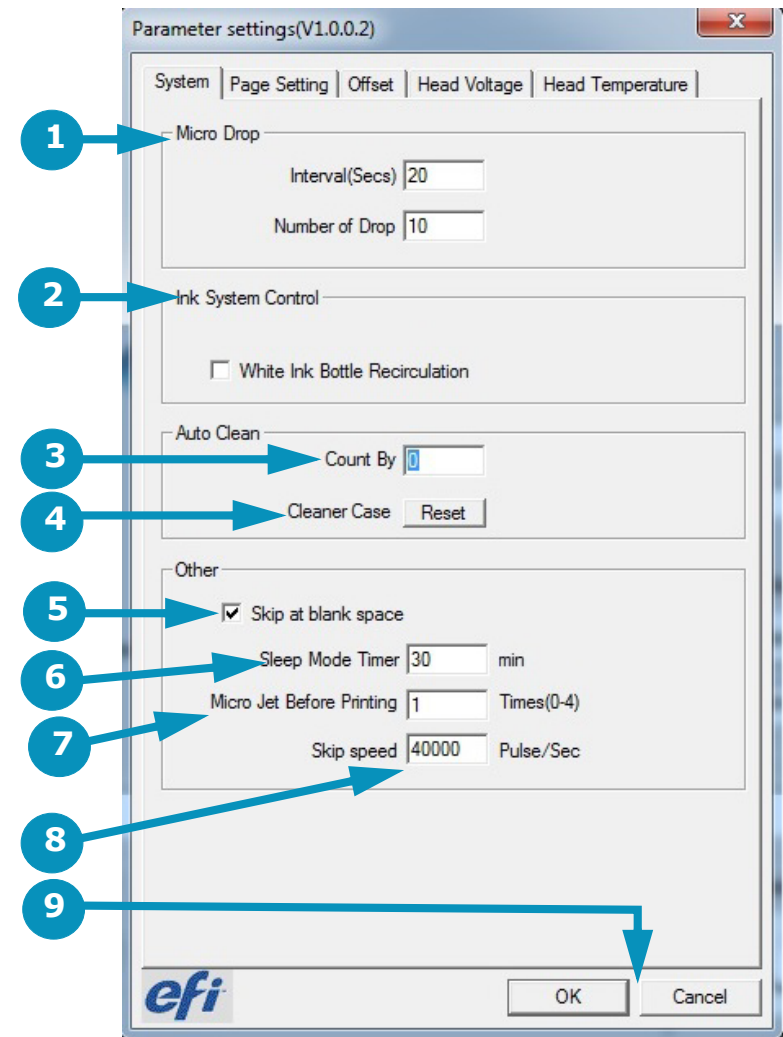 Parameter settings(V1.0.0.2)
x
System Page Setting Offset Head Voltage Head Temperature
1 Micro Drop
Interval(Secs) 20
Number of Drop 10
2 Ink System Control
White Ink Bottle Recirculation
Auto Clean
3 Count By 0
4 Cleaner Case Reset
Other
5 Skip at blank space
6 Sleep Mode Timer 30 min
7 Micro Jet Before Printing 1 Times(0-4)
8 Skip speed 40000 Pulse/Sec
9
efi OK Cancel